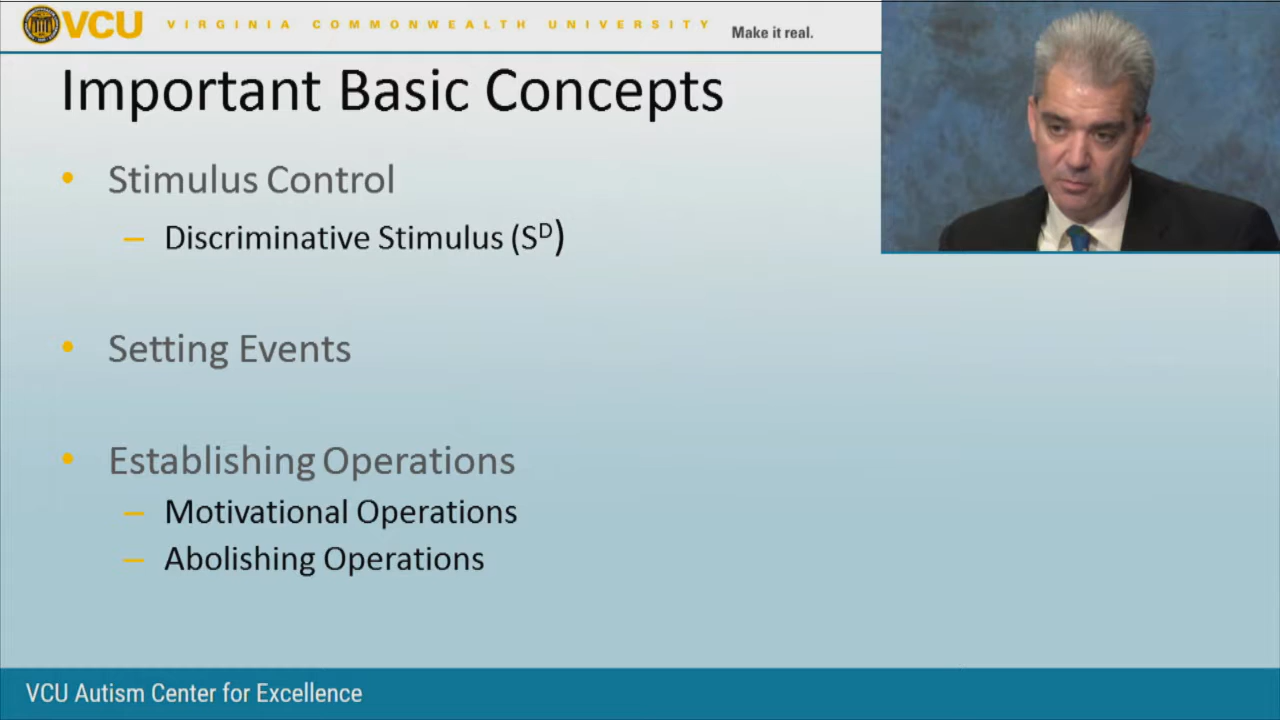 VCU VIRGINIA COMMONWEALTH UNIVERSITY Make it real.
Important Basic Concepts
• Stimulus Control
– Discriminative Stimulus (Sᴰ)
• Setting Events
• Establishing Operations
– Motivational Operations
– Abolishing Operations
VCU Autism Center for Excellence